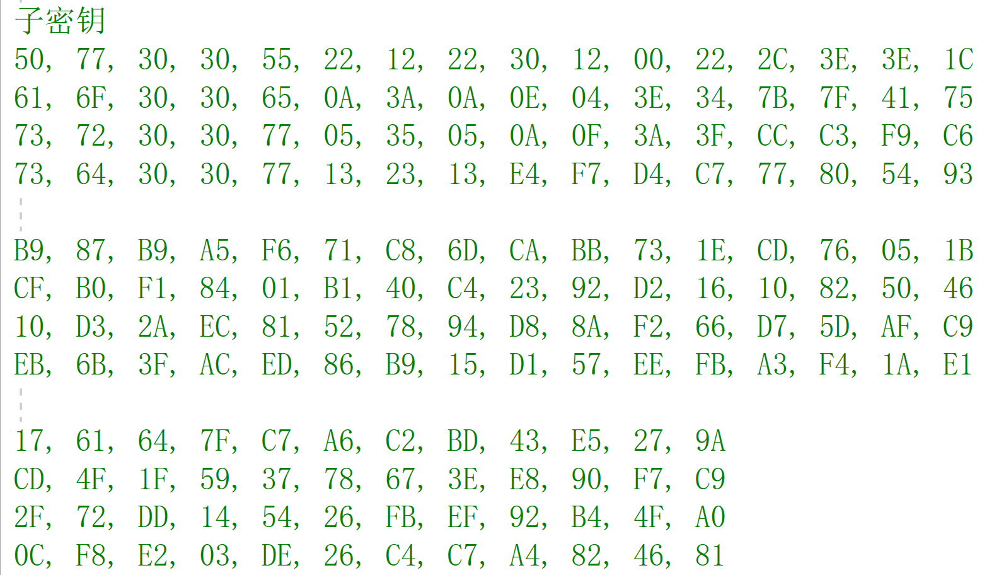 子密钥
50, 77, 30, 30, 55, 22, 12, 22, 30, 12, 00, 22, 2C, 3E, 3E, 1C
61, 6F, 30, 30, 65, 0A, 3A, 0A, 0E, 04, 3E, 34, 7B, 7F, 41, 75
73, 72, 30, 30, 77, 05, 35, 05, 0A, 0F, 3A, 3F, CC, C3, F9, C6
73, 64, 30, 30, 77, 13, 23, 13, E4, F7, D4, C7, 77, 80, 54, 93
B9, 87, B9, A5, F6, 71, C8, 6D, CA, BB, 73, 1E, CD, 76, 05, 1B
CF, B0, F1, 84, 01, B1, 40, C4, 23, 92, D2, 16, 10, 82, 50, 46
10, D3, 2A, EC, 81, 52, 78, 94, D8, 8A, F2, 66, D7, 5D, AF, C9
EB, 6B, 3F, AC, ED, 86, B9, 15, D1, 57, EE, FB, A3, F4, 1A, E1
17, 61, 64, 7F, C7, A6, C2, BD, 43, E5, 27, 9A
CD, 4F, 1F, 59, 37, 78, 67, 3E, E8, 90, F7, C9
2F, 72, DD, 14, 54, 26, FB, EF, 92, B4, 4F, A0
0C, F8, E2, 03, DE, 26, C4, C7, A4, 82, 46, 81